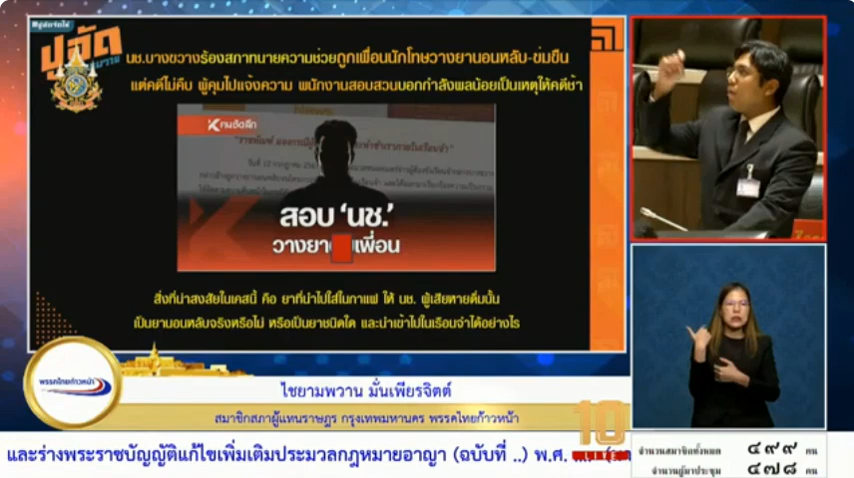 ปูอัด
นช.บางขวางร้องสภาทนายความช่วยถูกเพื่อนนักโทษวางยานอนหลับ-ข่มขืน
แต่คดีไม่คืบ ผู้คุมไปแจ้งความ พนักงานสอบสวนบอกกำลังพลน้อยเป็นเหตุให้คดีช้า
คมชัดลึก
สอบ ‘นช.’
วางยา เพื่อน
สิ่งที่น่าสงสัยในเคสนี้ คือ ยาที่นำไปใส่ในกาแฟ ให้ นช. ผู้เสียหายดื่มนั้น
เป็นยานอนหลับจริงหรือไม่ หรือเป็นยาชนิดใด และนำเข้าไปในเรือนจำได้อย่างไร
พรรคไทยก้าวหน้า
ไชยามพวาน มั่นเพียรจิตต์
สมาชิกสภาผู้แทนราษฎร กรุงเทพมหานคร พรรคไทยก้าวหน้า
10
และร่างพระราชบัญญัติแก้ไขเพิ่มเติมประมวลกฎหมายอาญา (ฉบับที่ ..) พ.ศ.
จำนวนสมาชิกทั้งหมด ๔๙๙ คน
จำนวนผู้มาประชุม ๔๗๘ คน